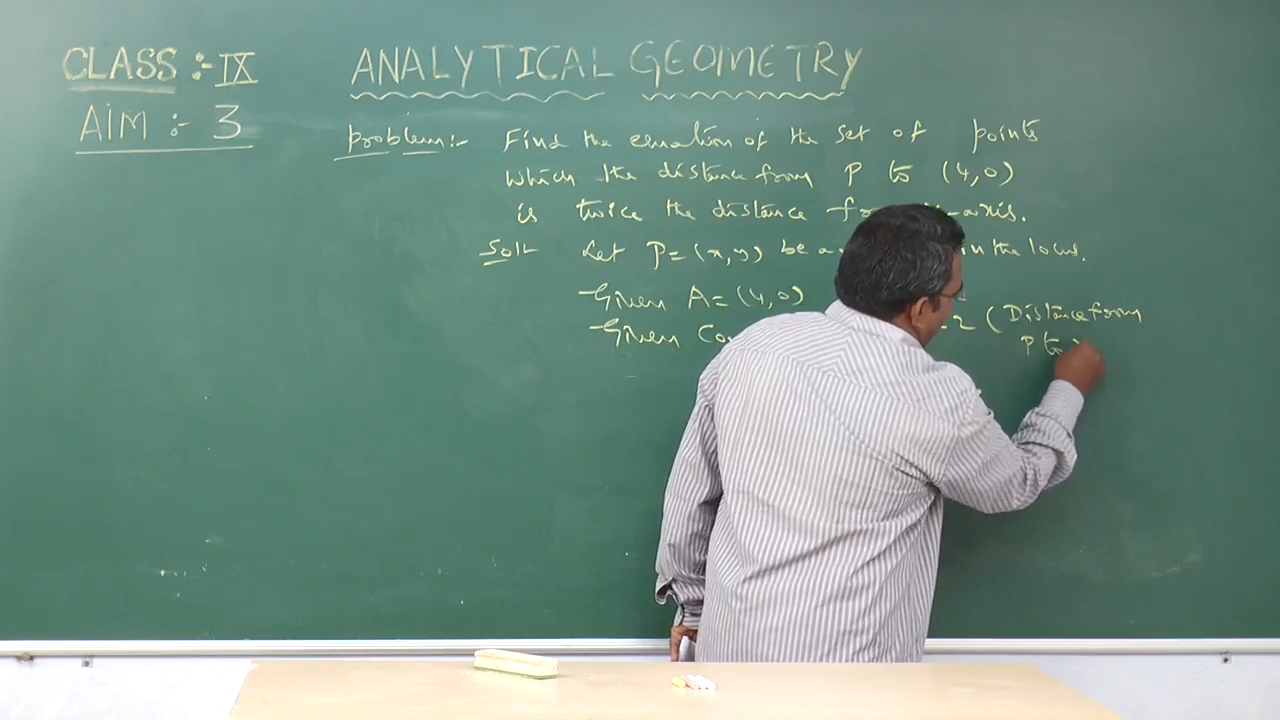 CLASS :- IX
AIM :- 3
ANALYTICAL GEOMETRY
Problem:- Find the equation of the set of points
which the distance from P to (4,0)
is twice the distance -axis.
Sol:- Let P=(x,y) be in the locus.
Given A=(4,0)
Given =2 (Distance from
P to